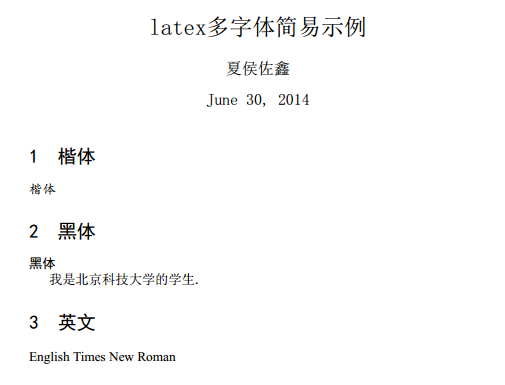 latex多字体简易示例
夏侯佐鑫
June 30, 2014
1 楷体
楷体
2 黑体
黑体
我是北京科技大学的学生.
3 英文
English Times New Roman